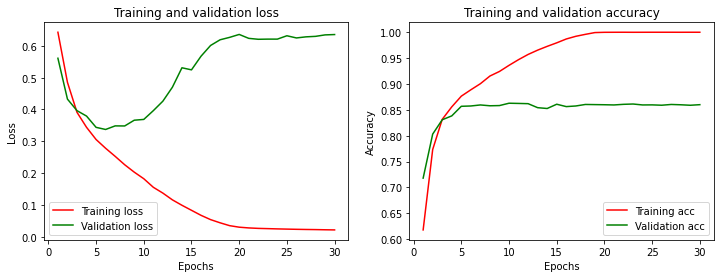 Training and validation loss
Loss
0.6
0.5
0.4
0.3
0.2
0.1
0.0
0 5 10 15 20 25 30
Epochs
Training loss
Validation loss
Training and validation accuracy
Accuracy
1.00
0.95
0.90
0.85
0.80
0.75
0.70
0.65
0.60
0 5 10 15 20 25 30
Epochs
Training acc
Validation acc